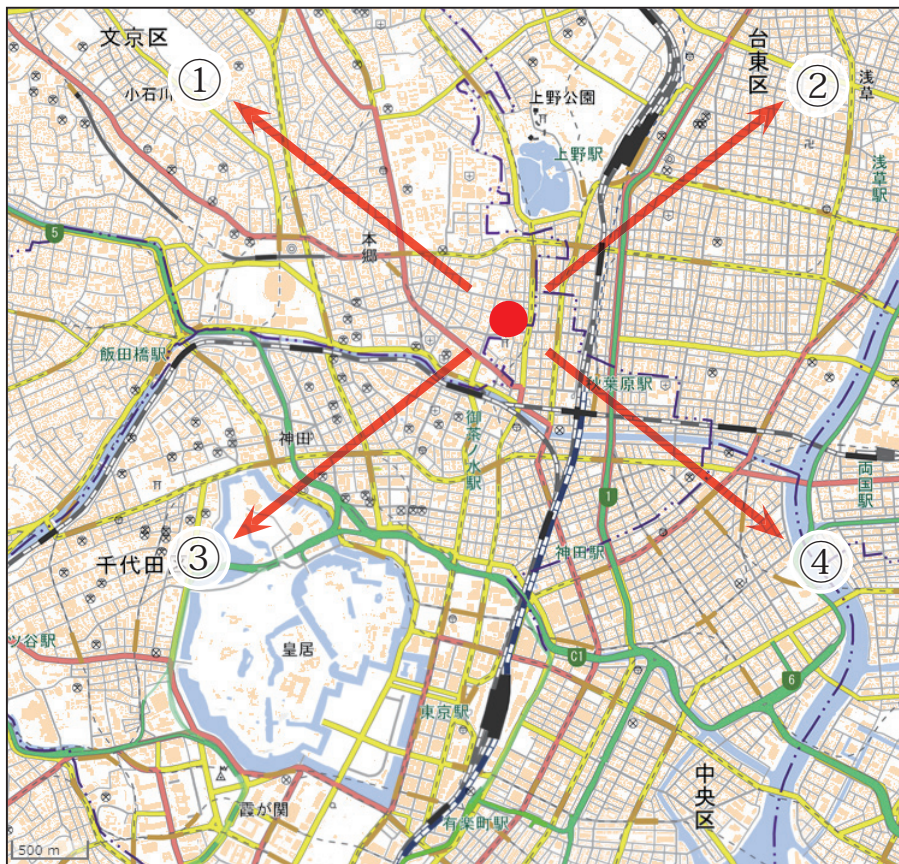 文京区
台東区
①
②
浅草
小石川
上野公園
上野駅
浅草駅
5
本郷
飯田橋駅
秋葉原駅
御茶ノ水駅
神田
両国駅
1
千代田
③
神田駅
④
ツ谷駅
皇居
C1
6
東京駅
中央区
霞が関
有楽町駅
500 m